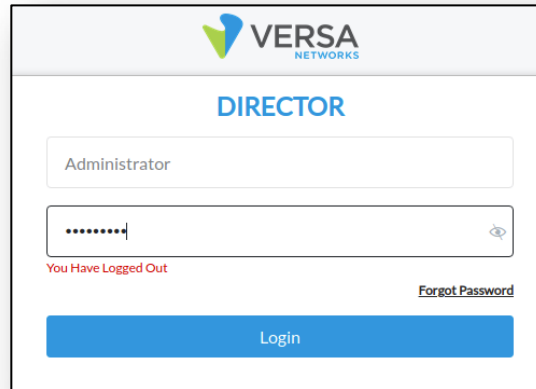 VERSA
NETWORKS
DIRECTOR
Administrator
•••••••••
You Have Logged Out
Forgot Password
Login